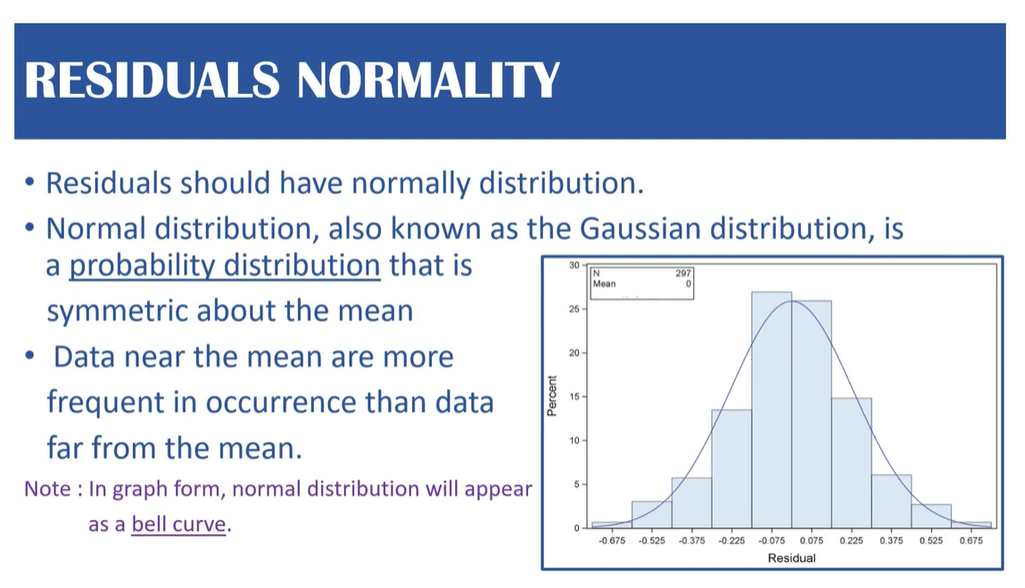 RESIDUALS NORMALITY
• Residuals should have normally distribution.
• Normal distribution, also known as the Gaussian distribution, is
a probability distribution that is
symmetric about the mean
• Data near the mean are more
frequent in occurrence than data
far from the mean.
Note : In graph form, normal distribution will appear
as a bell curve.
N 297
Mean 0
30
25
20
15
10
5
0
Percent
-0.675 -0.525 -0.375 -0.225 -0.075 0.075 0.225 0.375 0.525 0.675
Residual